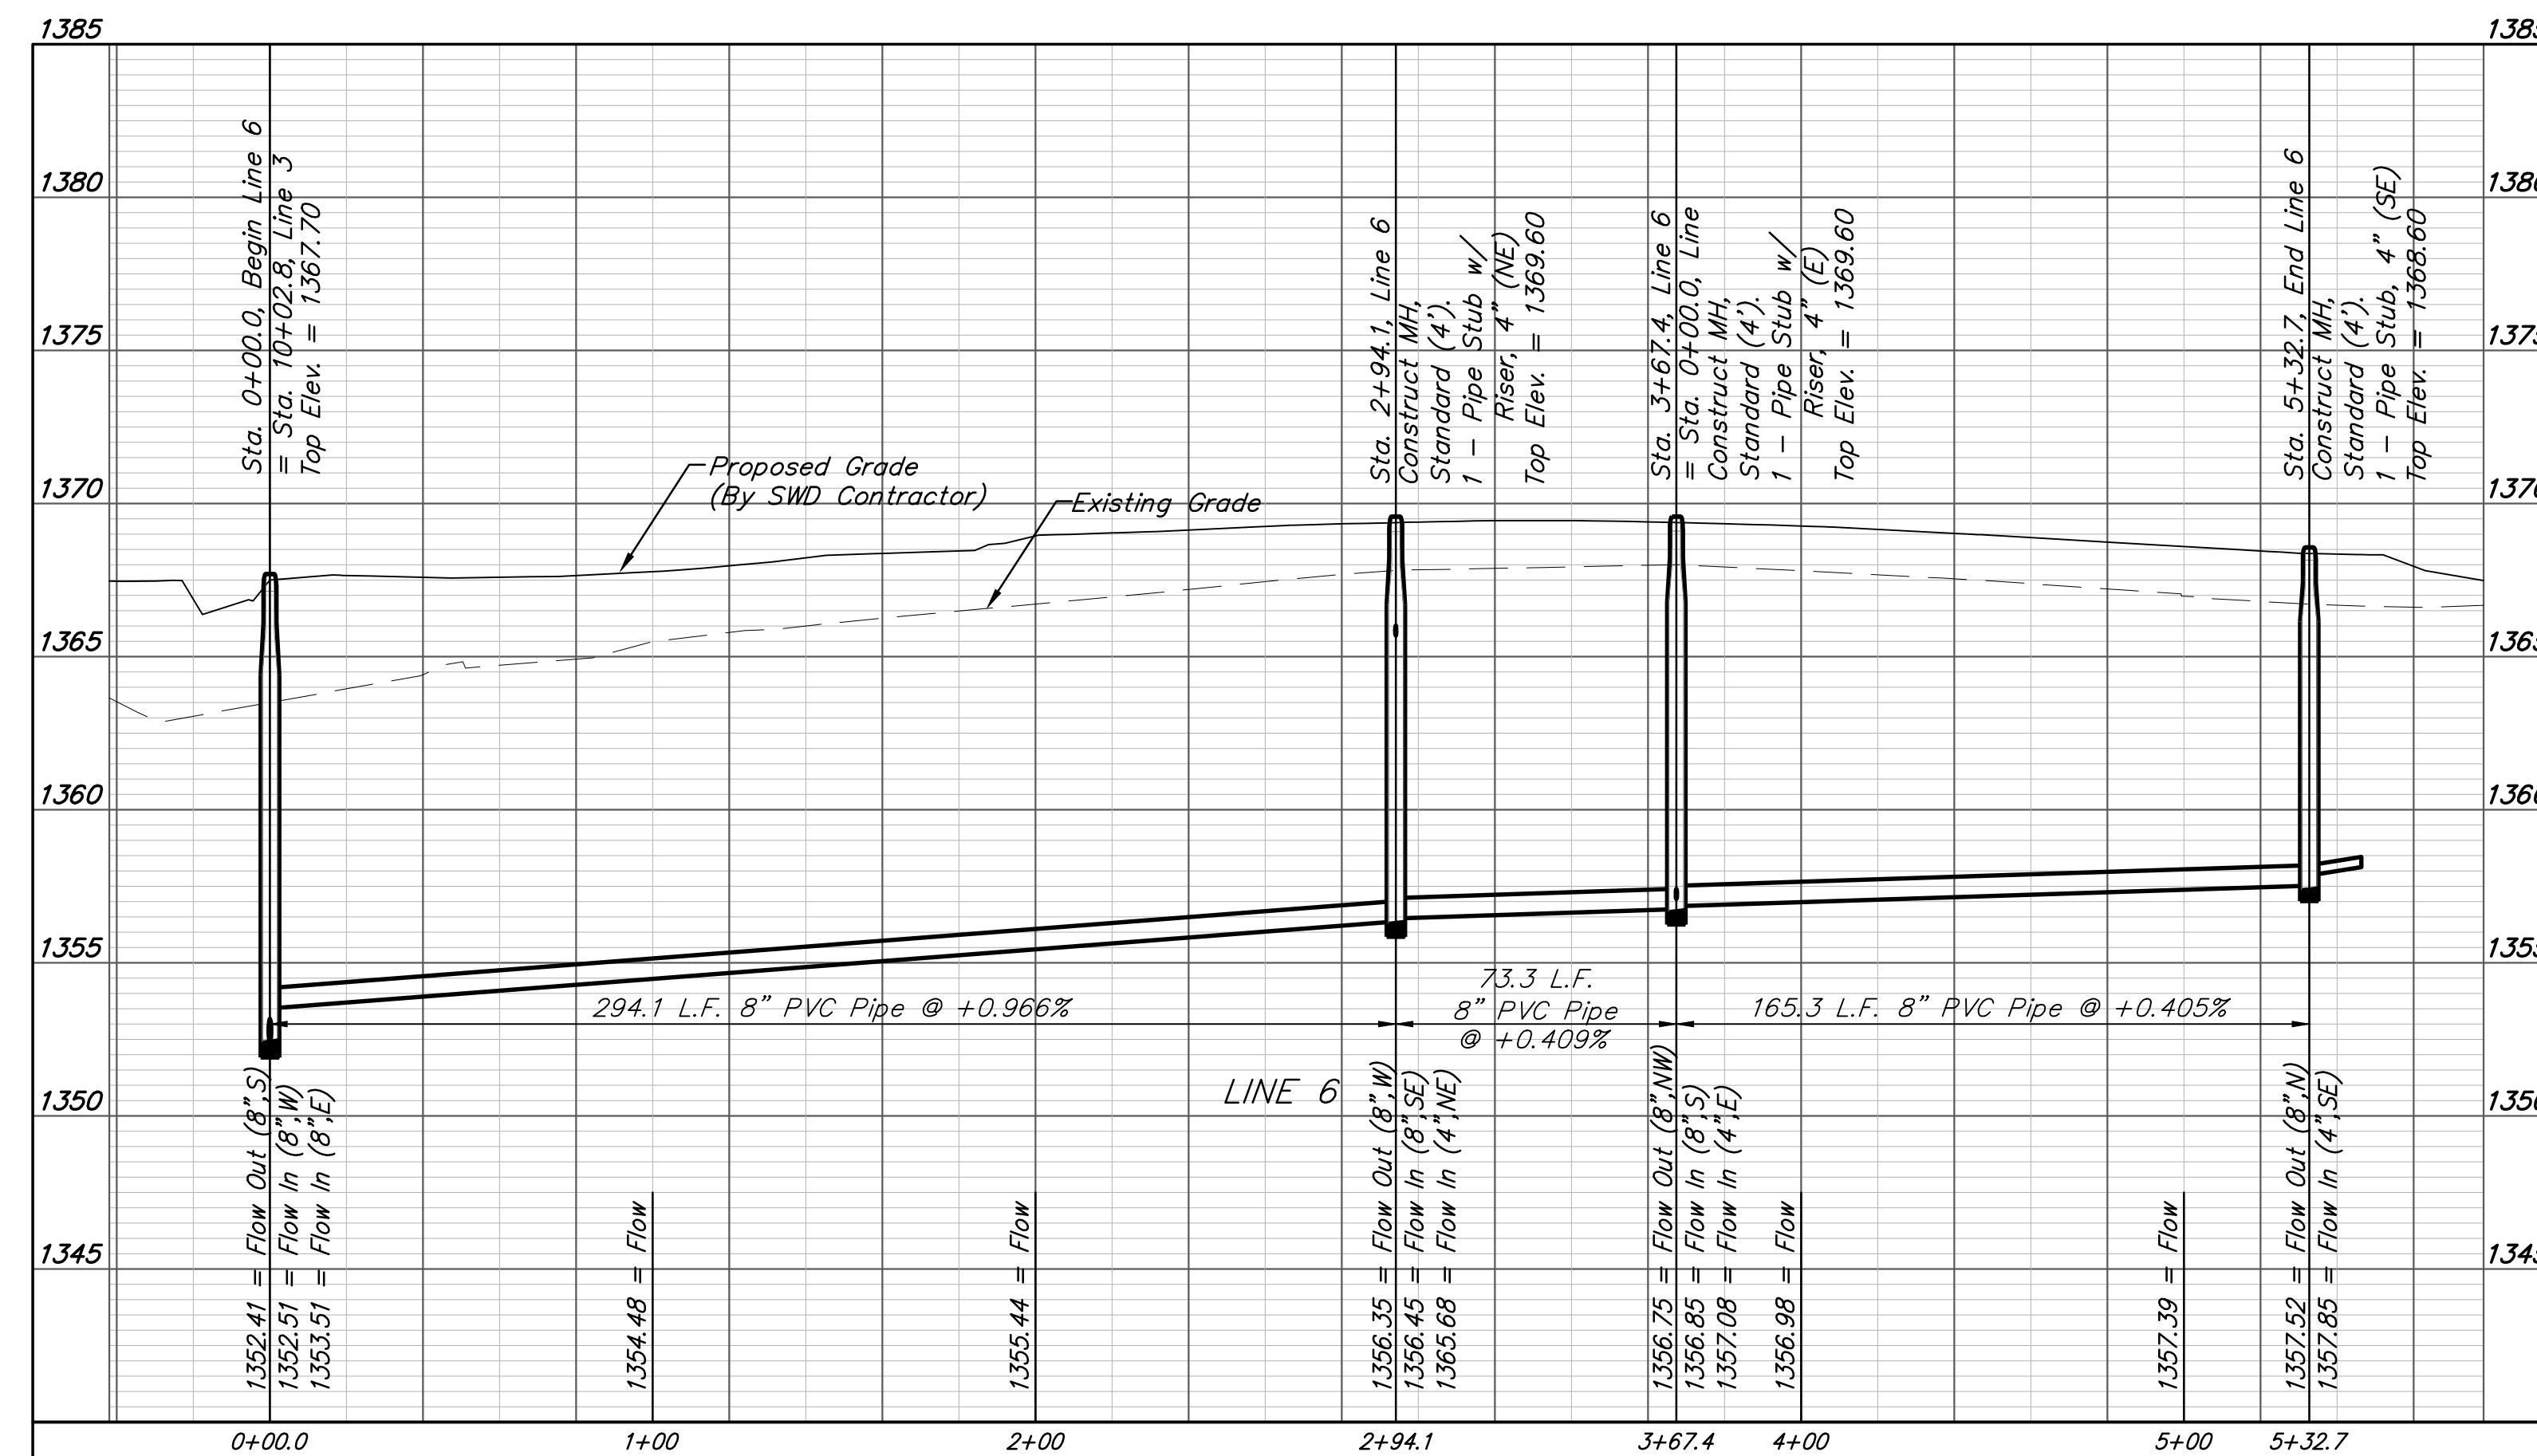 1385
1380
1375
1370
1365
1360
1355
1350
1345
Sta. 0+00.0, Begin Line 6
= Sta. 10+02.8, Line 3
Top Elev. = 1367.70
Proposed Grade
(By SWD Contractor)
Existing Grade
Sta. 2+94.1, Line 6
Construct MH,
Standard (4').
1 - Pipe Stub w/
Riser, 4" (NE)
Top Elev. = 1369.60
Sta. 3+67.4, Line 6
= Sta. 0+00.0, Line
Construct MH,
Standard (4').
1 - Pipe Stub w/
Riser, 4" (E)
Top Elev. = 1369.60
Sta. 5+32.7, End Line 6
Construct MH,
Standard (4').
1 - Pipe Stub, 4" (SE)
Top Elev. = 1368.60
294.1 L.F. 8" PVC Pipe @ +0.966%
73.3 L.F.
8" PVC Pipe
@ +0.409%
165.3 L.F. 8" PVC Pipe @ +0.405%
LINE 6
1352.41 = Flow Out (8",S)
1352.51 = Flow In (8",W)
1353.51 = Flow In (8",E)
1354.48 = Flow
1355.44 = Flow
1356.35 = Flow Out (8",W)
1356.45 = Flow In (8",SE)
1365.68 = Flow In (4",NE)
1356.75 = Flow Out (8",NW)
1356.85 = Flow In (8",S)
1357.08 = Flow In (4",E)
1356.98 = Flow
1357.39 = Flow
1357.52 = Flow Out (8",N)
1357.85 = Flow In (4",SE)
0+00.0 1+00 2+00 2+94.1 3+67.4 4+00 5+00 5+32.7